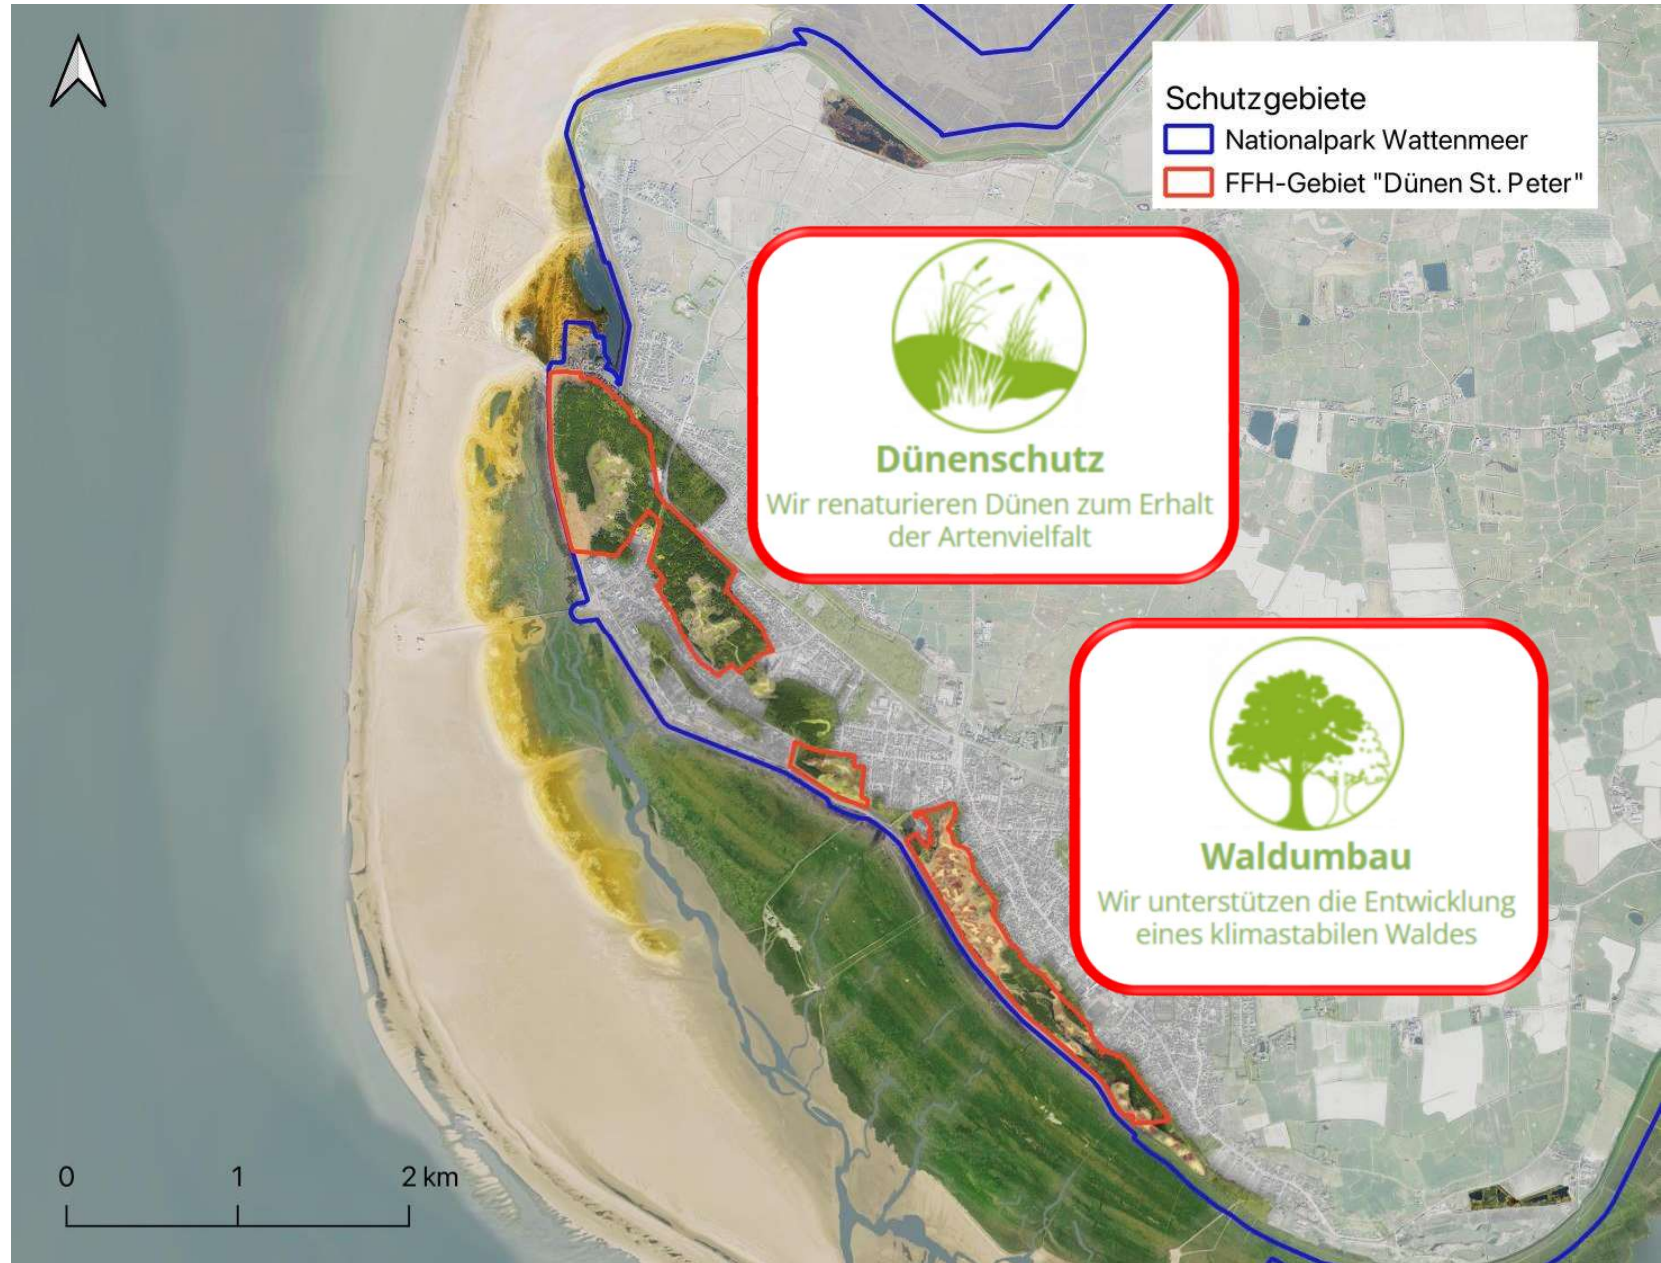 Schutzgebiete
Nationalpark Wattenmeer
FFH-Gebiet "Dünen St. Peter"
Dünenschutz
Wir renaturieren Dünen zum Erhalt
der Artenvielfalt
Waldumbau
Wir unterstützen die Entwicklung
eines klimastabilen Waldes
0 1 2 km